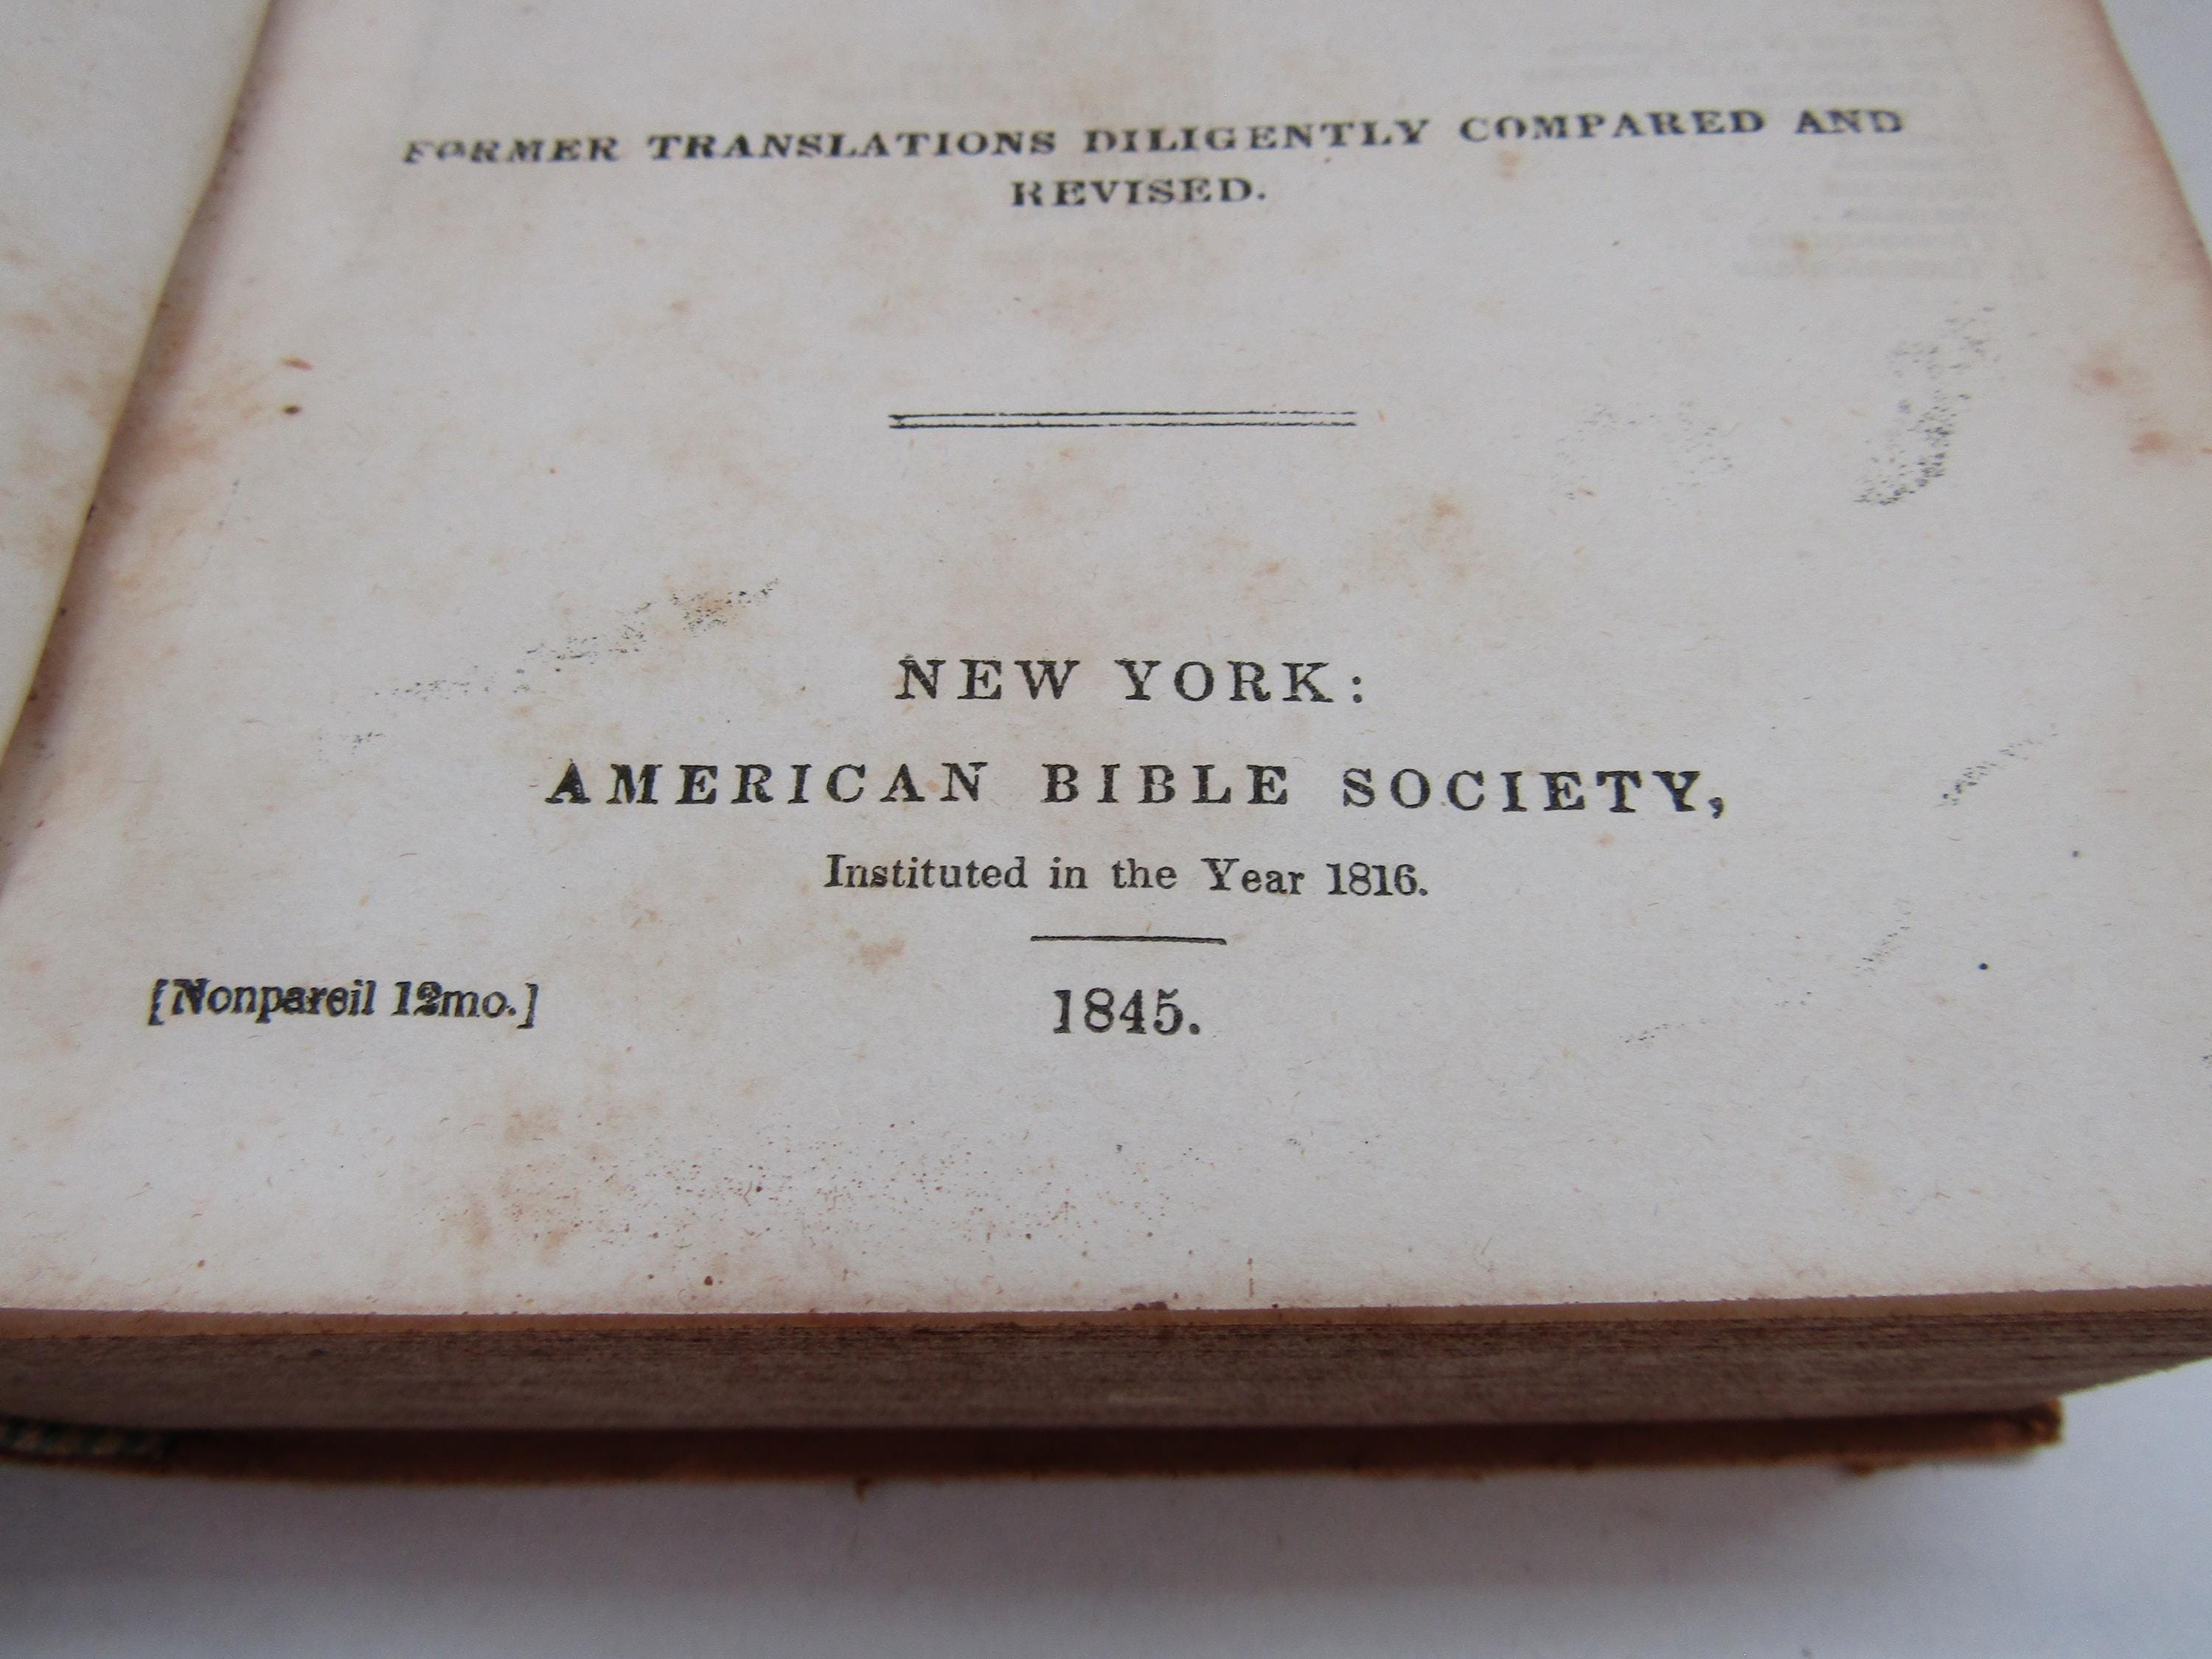 FORMER TRANSLATIONS DILIGENTLY COMPARED AND
REVISED.
NEW YORK:
AMERICAN BIBLE SOCIETY,
Instituted in the Year 1816.
[Nonpareil 12mo.]
1845.